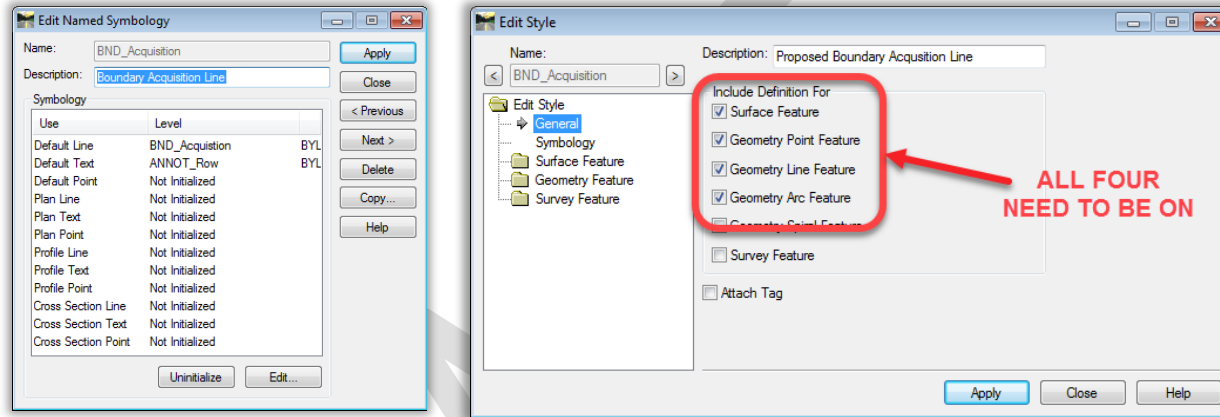 Edit Named Symbology
Name: BND_Acquisition
Apply
Description: Boundary Acquisition Line
Close
Symbology
< Previous
Use Level
Default Line BND_Acquistion BYL
Next >
Default Text ANNOT_Row BYL
Default Point Not Initialized
Delete
Plan Line Not Initialized
Copy...
Plan Text Not Initialized
Plan Point Not Initialized
Help
Profile Line Not Initialized
Profile Text Not Initialized
Profile Point Not Initialized
Cross Section Line Not Initialized
Cross Section Text Not Initialized
Cross Section Point Not Initialized
Uninitialize Edit...
Edit Style
Name:
< BND_Acquisition >
Edit Style
General
Symbology
Surface Feature
Geometry Feature
Survey Feature
Description: Proposed Boundary Acqusition Line
Include Definition For
Surface Feature
Geometry Point Feature
Geometry Line Feature
Geometry Arc Feature
Geometry Spiral Feature
Survey Feature
Attach Tag
ALL FOUR
NEED TO BE ON
Apply Close Help